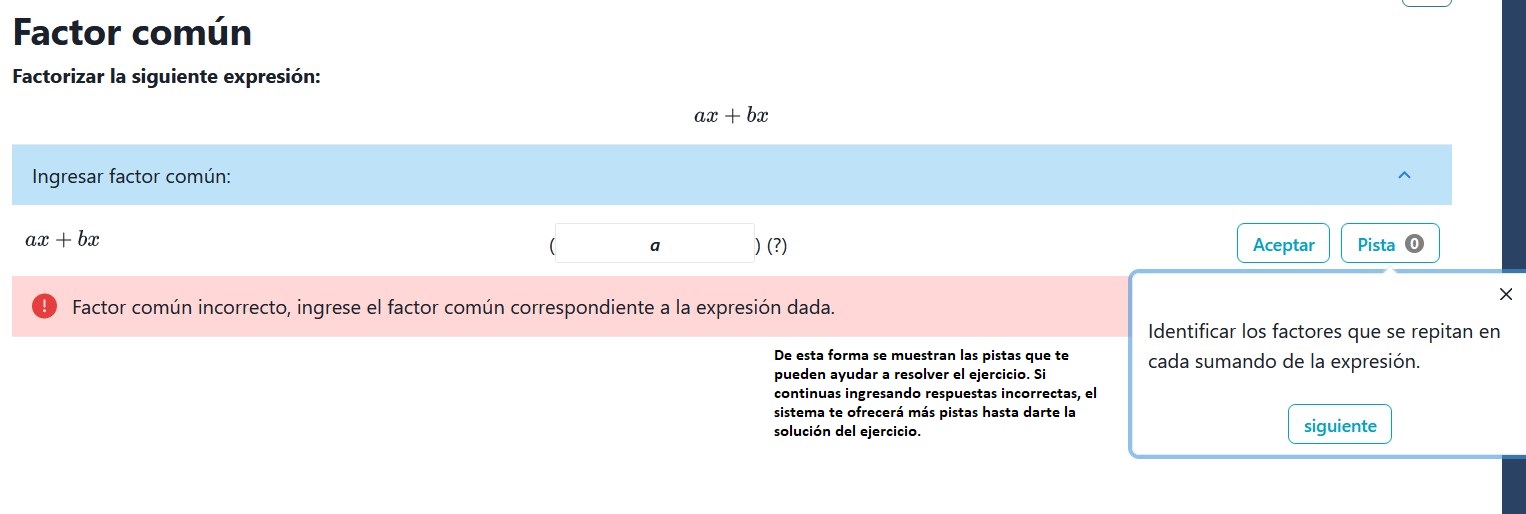 Factor común
Factorizar la siguiente expresión:
ax + bx
Ingresar factor común:
ax + bx
( a ) (?)
Aceptar
Pista 0
Factor común incorrecto, ingrese el factor común correspondiente a la expresión dada.
Identificar los factores que se repitan en
cada sumando de la expresión.
siguiente
De esta forma se muestran las pistas que te
pueden ayudar a resolver el ejercicio. Si
continuas ingresando respuestas incorrectas, el
sistema te ofrecerá más pistas hasta darte la
solución del ejercicio.